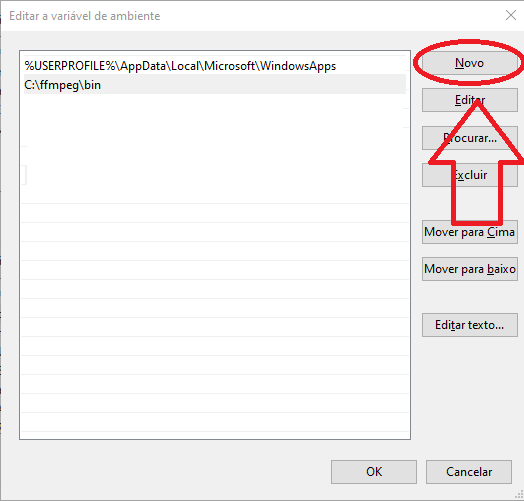 Editar a variável de ambiente
%USERPROFILE%\AppData\Local\Microsoft\WindowsApps
C:\ffmpeg\bin
Novo
Editar
Procurar...
Excluir
Mover para Cima
Mover para baixo
Editar texto...
OK
Cancelar